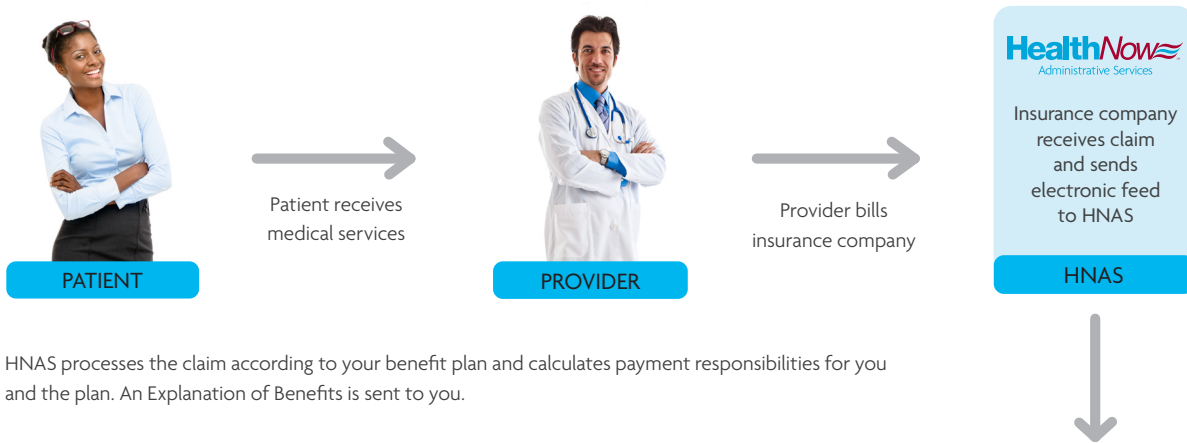 HealthNow
Administrative Services
Insurance company
receives claim
and sends
electronic feed
to HNAS
Patient receives
medical services
Provider bills
insurance company
PATIENT
PROVIDER
HNAS
HNAS processes the claim according to your benefit plan and calculates payment responsibilities for you
and the plan. An Explanation of Benefits is sent to you.